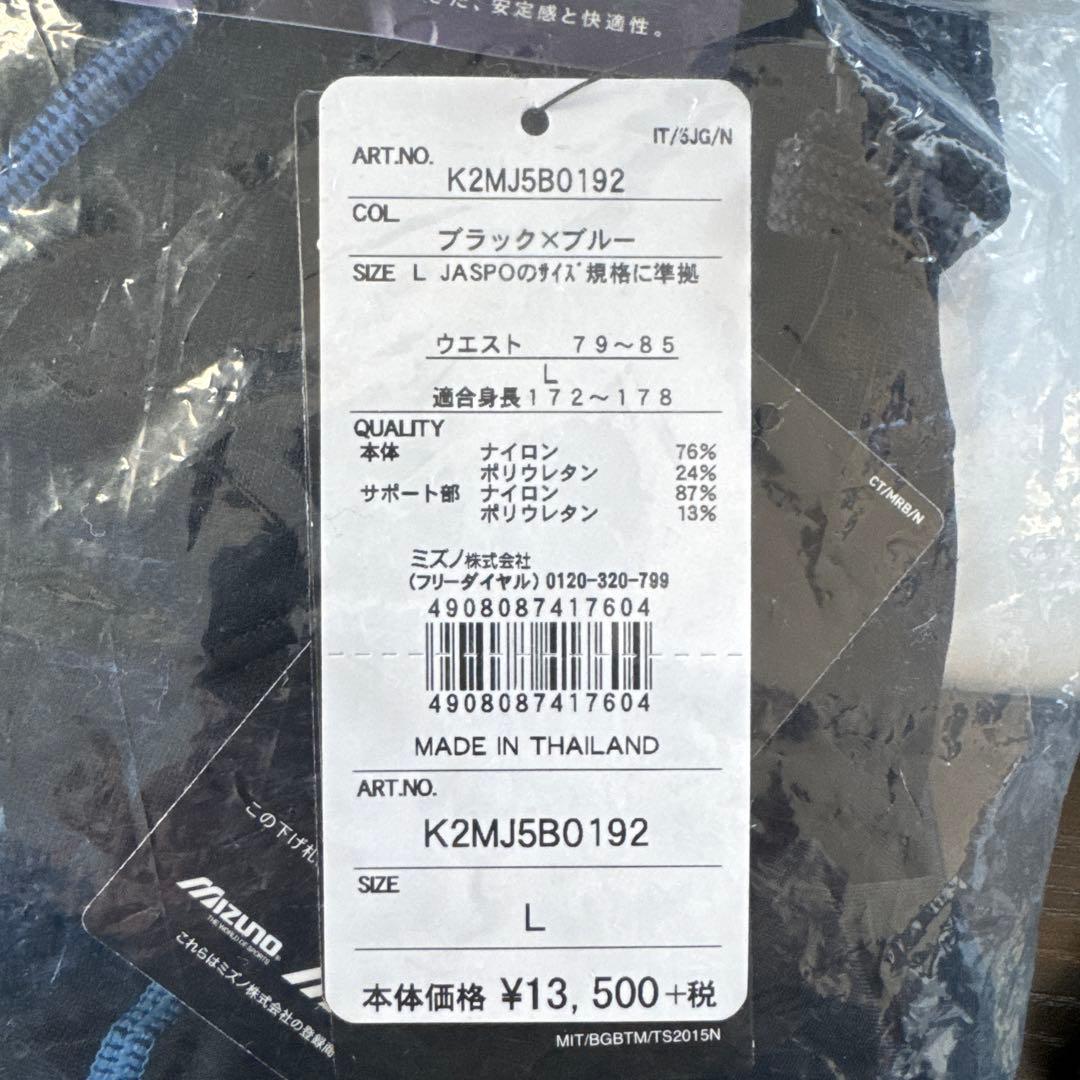 きた、安定感と快適性。
IT/5JG/N
ART.NO.
K2MJ5B0192
COL.
ブラック×ブルー
SIZE L JASPOのサイズ規格に準拠
ウエスト 79～85
L
適合身長172～178
QUALITY
本体 ナイロン 76%
ポリウレタン 24%
サポート部 ナイロン 87%
ポリウレタン 13%
ミズノ株式会社
(フリーダイヤル) 0120-320-799
4908087417604
4908087417604
MADE IN THAILAND
ART.NO.
K2MJ5B0192
SIZE
L
本体価格 ¥13,500+税
MIT/BGBTM/TS2015N
CT/MRB/N
この下げ札
MIZUNO
THE WORLD OF SPORTS
これらはミズノ株式会社の登録商